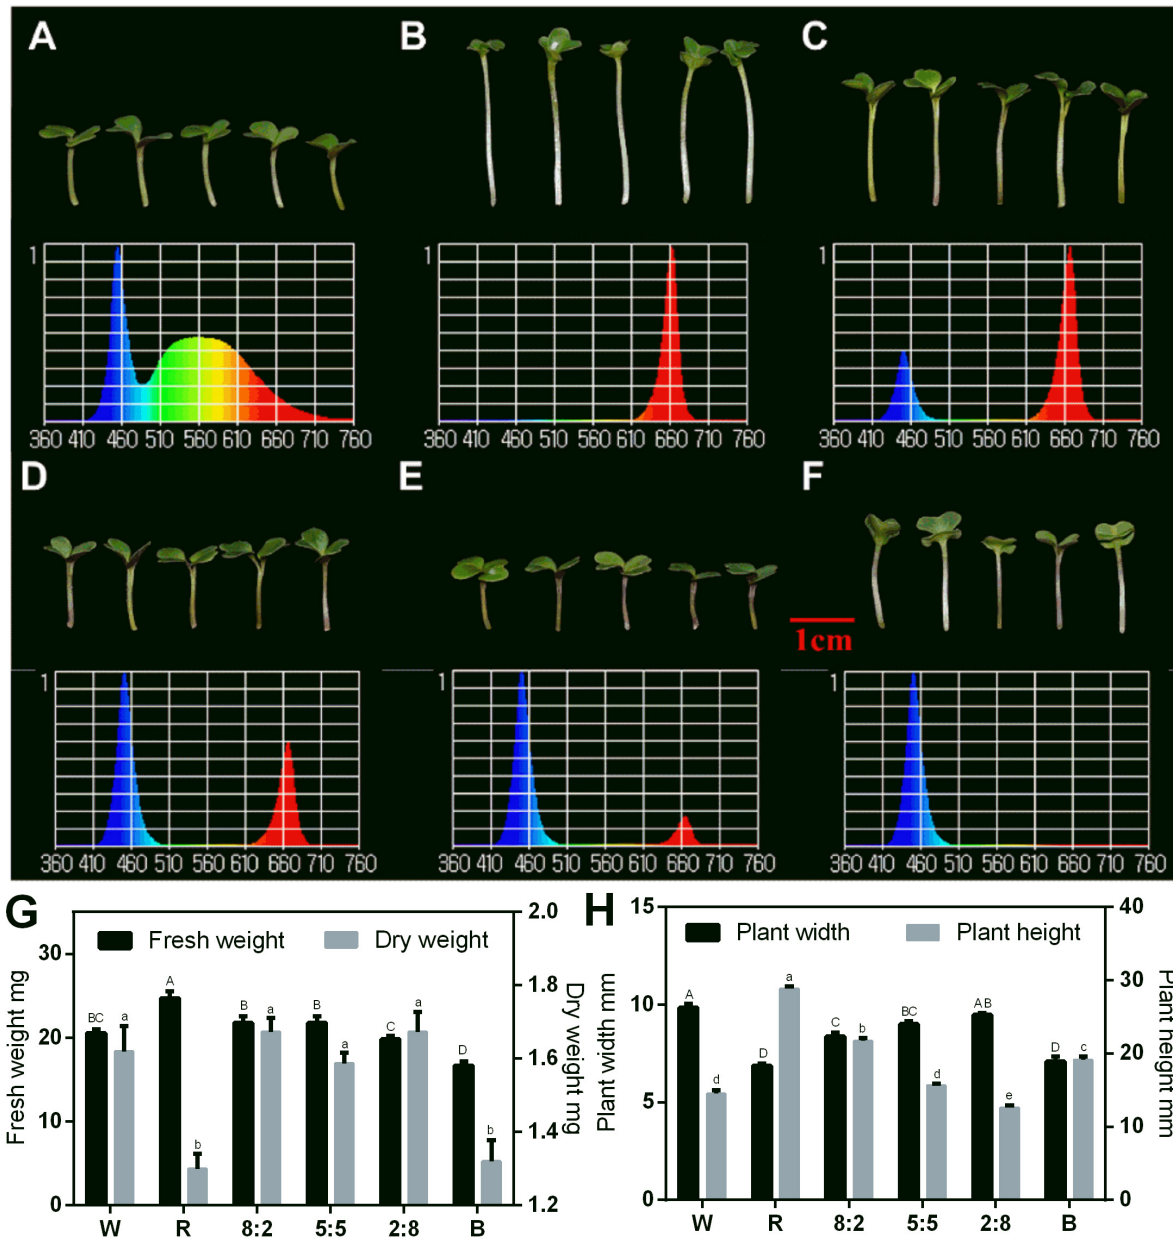 A B C
1 1 1
360 410 460 510 560 610 660 710 760
360 410 460 510 560 610 660 710 760
360 410 460 510 560 610 660 710 760
D E F
1cm
1 1 1
360 410 460 510 560 610 660 710 760
360 410 460 510 560 610 660 710 760
360 410 460 510 560 610 660 710 760
G
Fresh weight Dry weight
Fresh weight mg
30
20
10
0
2.0
1.8
1.6
1.4
1.2
Dry weight mg
BC a A b B a B a C a D b
W R 8:2 5:5 2:8 B
H
Plant width Plant height
Plant width mm
15
10
5
0
40
30
20
10
0
Plant height mm
A d D a C b BC d AB e D c
W R 8:2 5:5 2:8 B